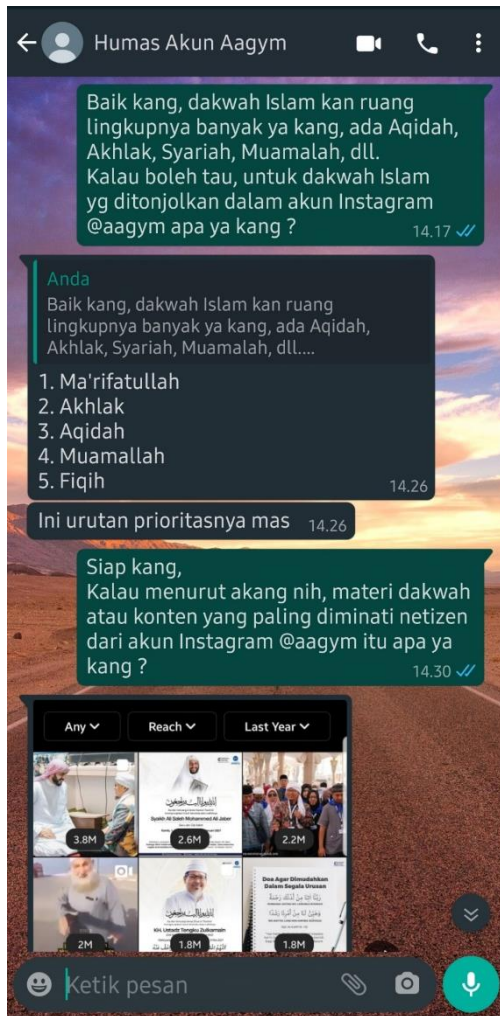 Humas Akun Aagym
Baik kang, dakwah Islam kan ruang
lingkupnya banyak ya kang, ada Aqidah,
Akhlak, Syariah, Muamalah, dll.
Kalau boleh tau, untuk dakwah Islam
yg ditonjolkan dalam akun Instagram
@aagym apa ya kang ?
14.17
Anda
Baik kang, dakwah Islam kan ruang
lingkupnya banyak ya kang, ada Aqidah,
Akhlak, Syariah, Muamalah, dll....
1. Ma'rifatullah
2. Akhlak
3. Aqidah
4. Muamallah
5. Fiqih
14.26
Ini urutan prioritasnya mas 14.26
Siap kang,
Kalau menurut akang nih, materi dakwah
atau konten yang paling diminati netizen
dari akun Instagram @aagym itu apa ya
kang ?
14.30
Any Reach Last Year
Syaikh Ali Saleh Mohammed Ali Jaber
3.8M 2.6M 2.2M
Doa Agar Dimudahkan
Dalam Segala Urusan
KH. Ustadz Tengku Zulkarnain
2M 1.8M 1.8M
Ketik pesan